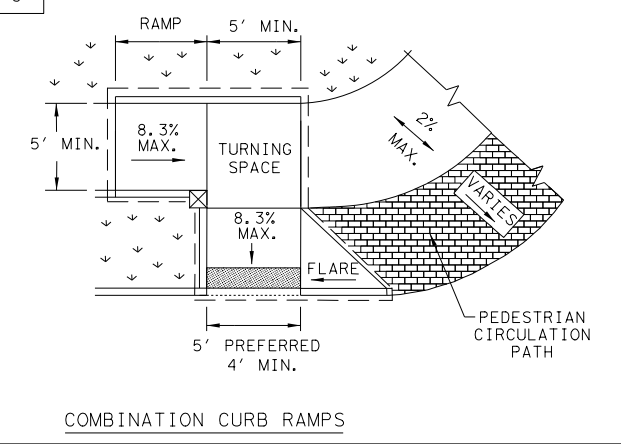 RAMP
5' MIN.
5' MIN.
8.3%
MAX.
TURNING
SPACE
2%
MAX.
VARIES
8.3%
MAX.
FLARE
PEDESTRIAN
CIRCULATION
PATH
5' PREFERRED
4' MIN.
COMBINATION CURB RAMPS